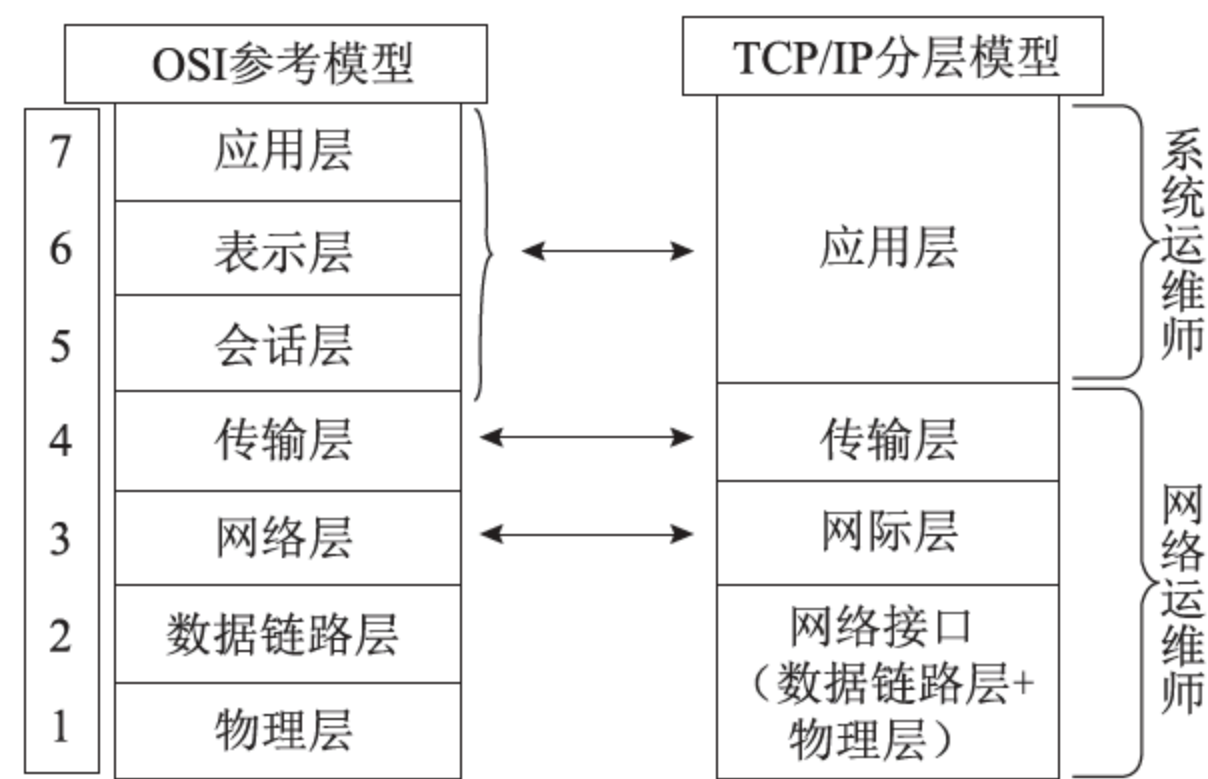 OSI参考模型
7
应用层
6
表示层
5
会话层
4
传输层
3
网络层
2
数据链路层
1
物理层
TCP/IP分层模型
应用层
传输层
网际层
网络接口
（数据链路层+
物理层）
系统运维师
网络运维师